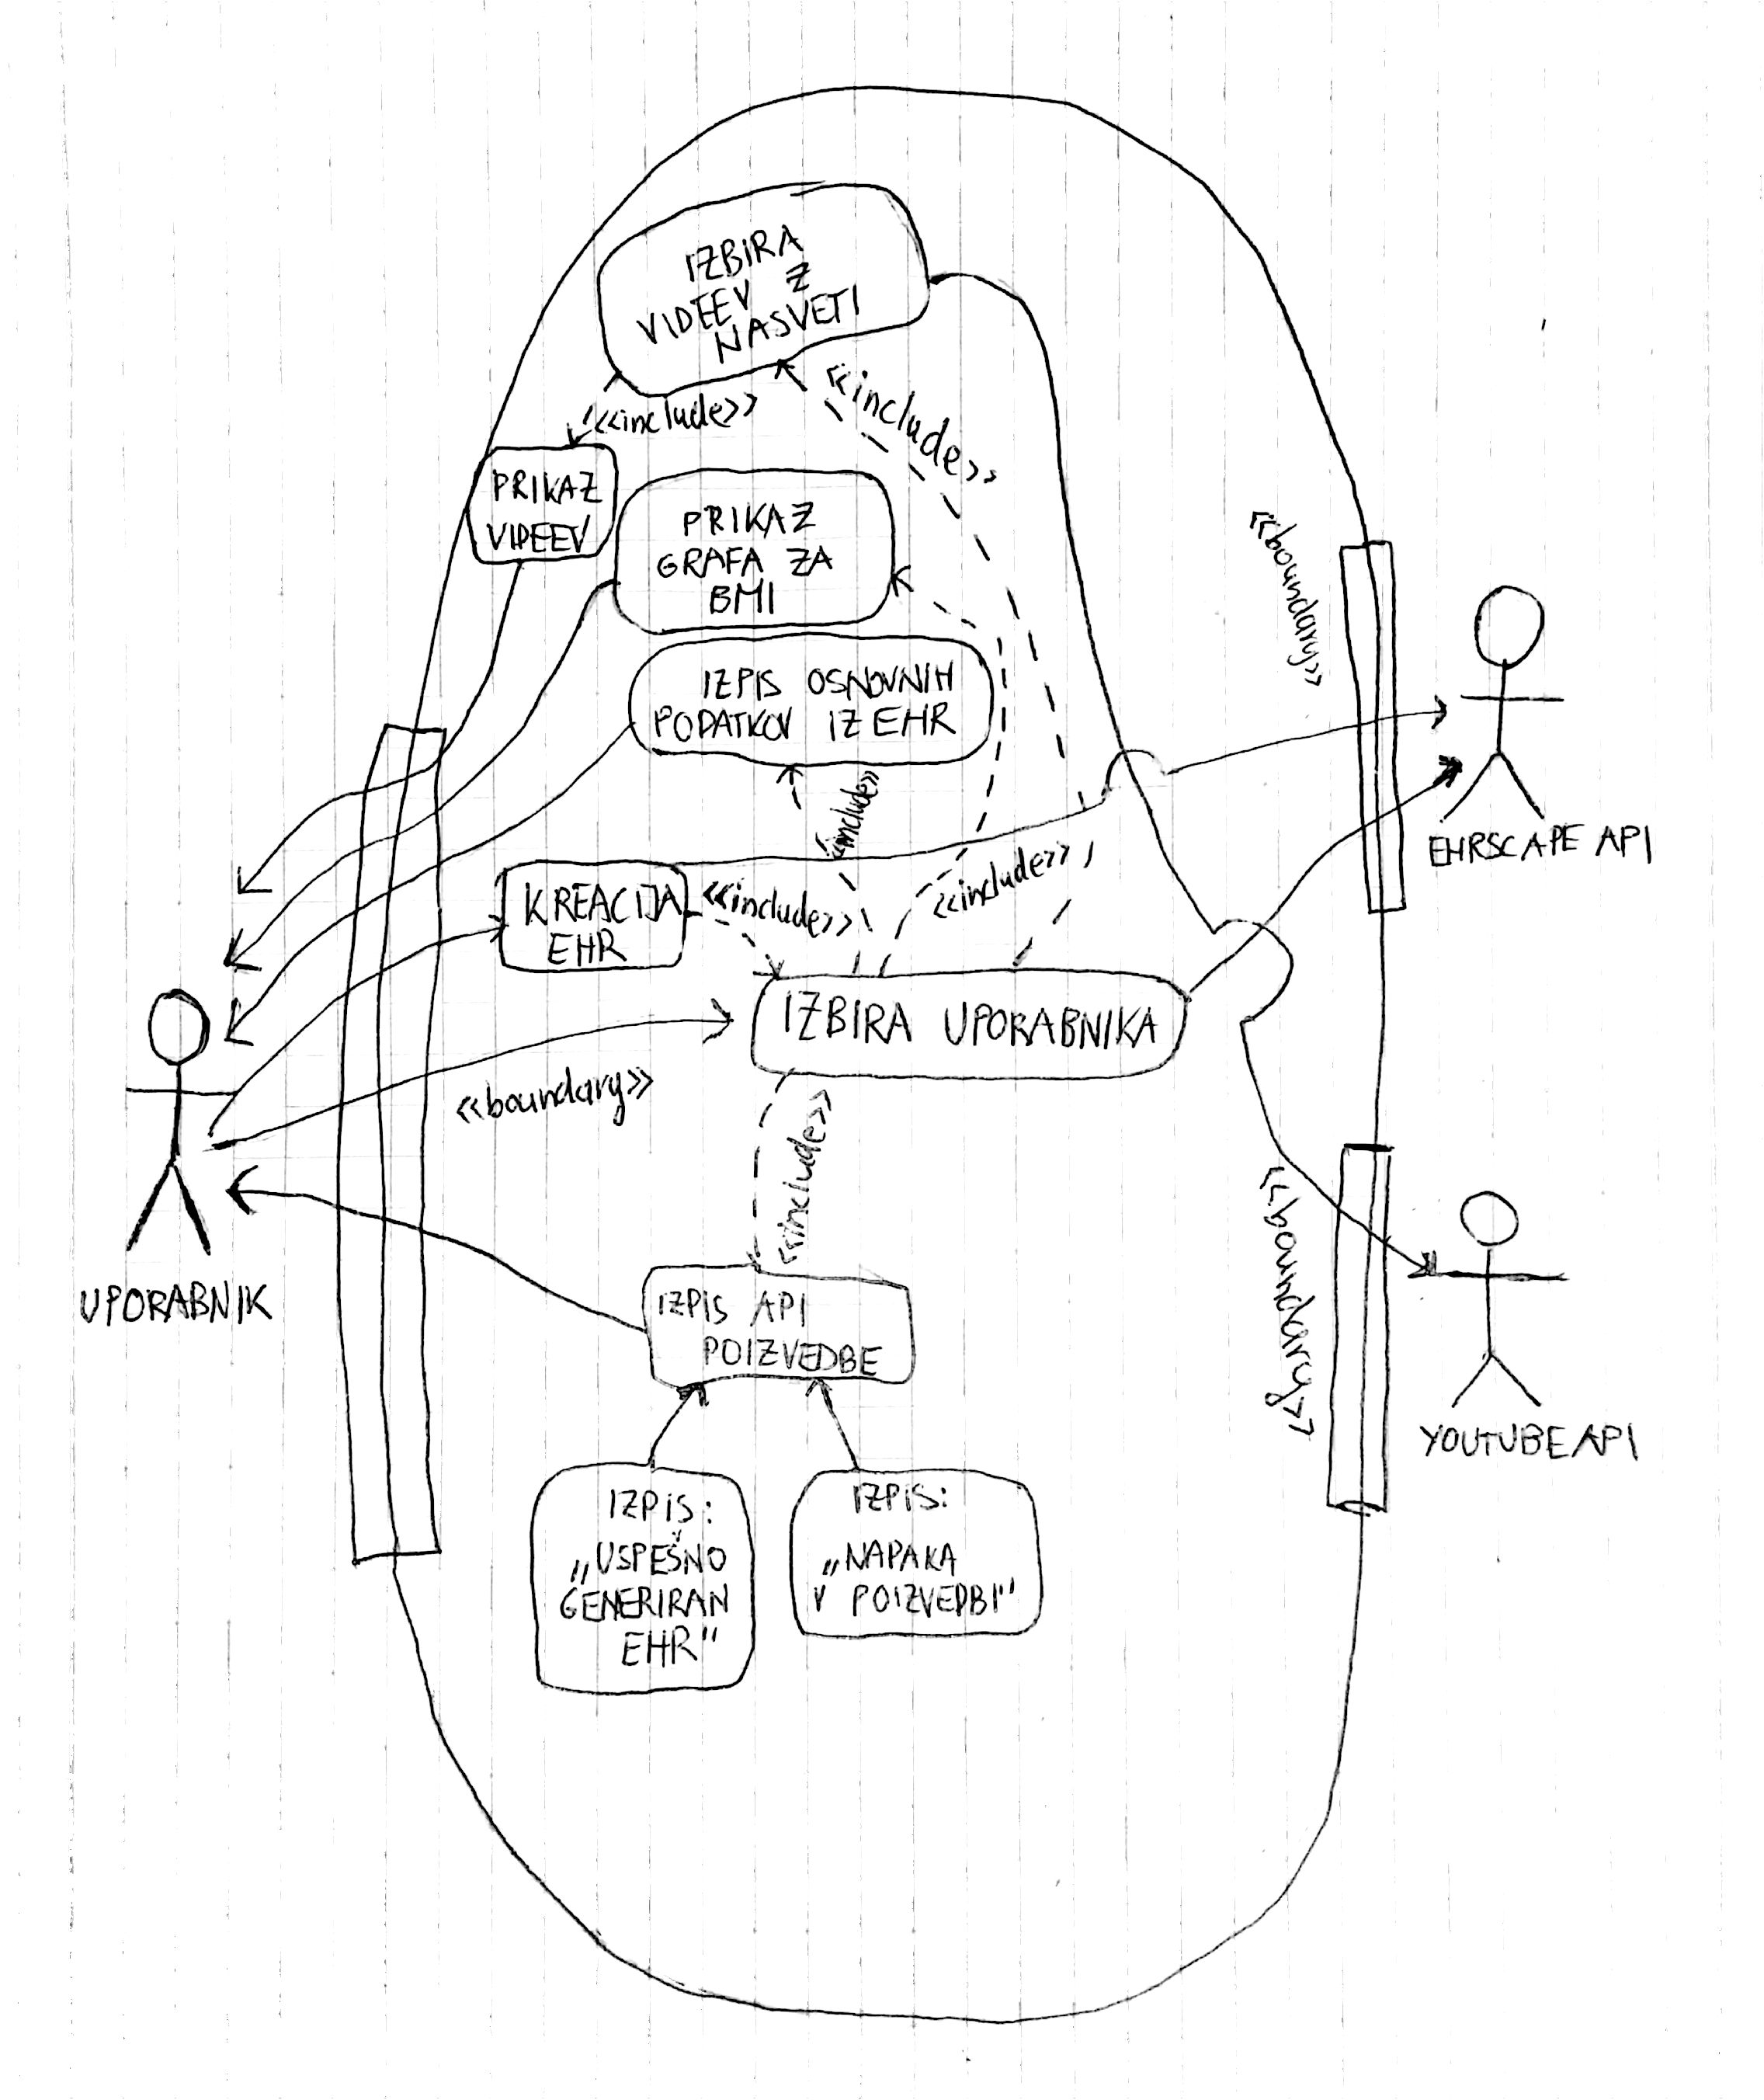 IZBIRA
VIDEEV Z
NASVETI
<<include>>
<<include>>
PRIKAZ
VIDEEV
PRIKAZ
GRAFA ZA
BMI
<<boundary>>
IZPIS OSNOVNIH
PODATKOV IZ EHR
<<include>>
EHRSCAPE API
KREACIJA
EHR
<<include>>
<<include>>
IZBIRA UPORABNIKA
<<boundary>>
<<include>>
UPORABNIK
IZPIS API
POIZVEDBE
<<boundary>>
YOUTUBE API
IZPIS:
„USPEŠNO
GENERIRAN
EHR"
IZPIS:
„NAPAKA
V POIZVEDBI"